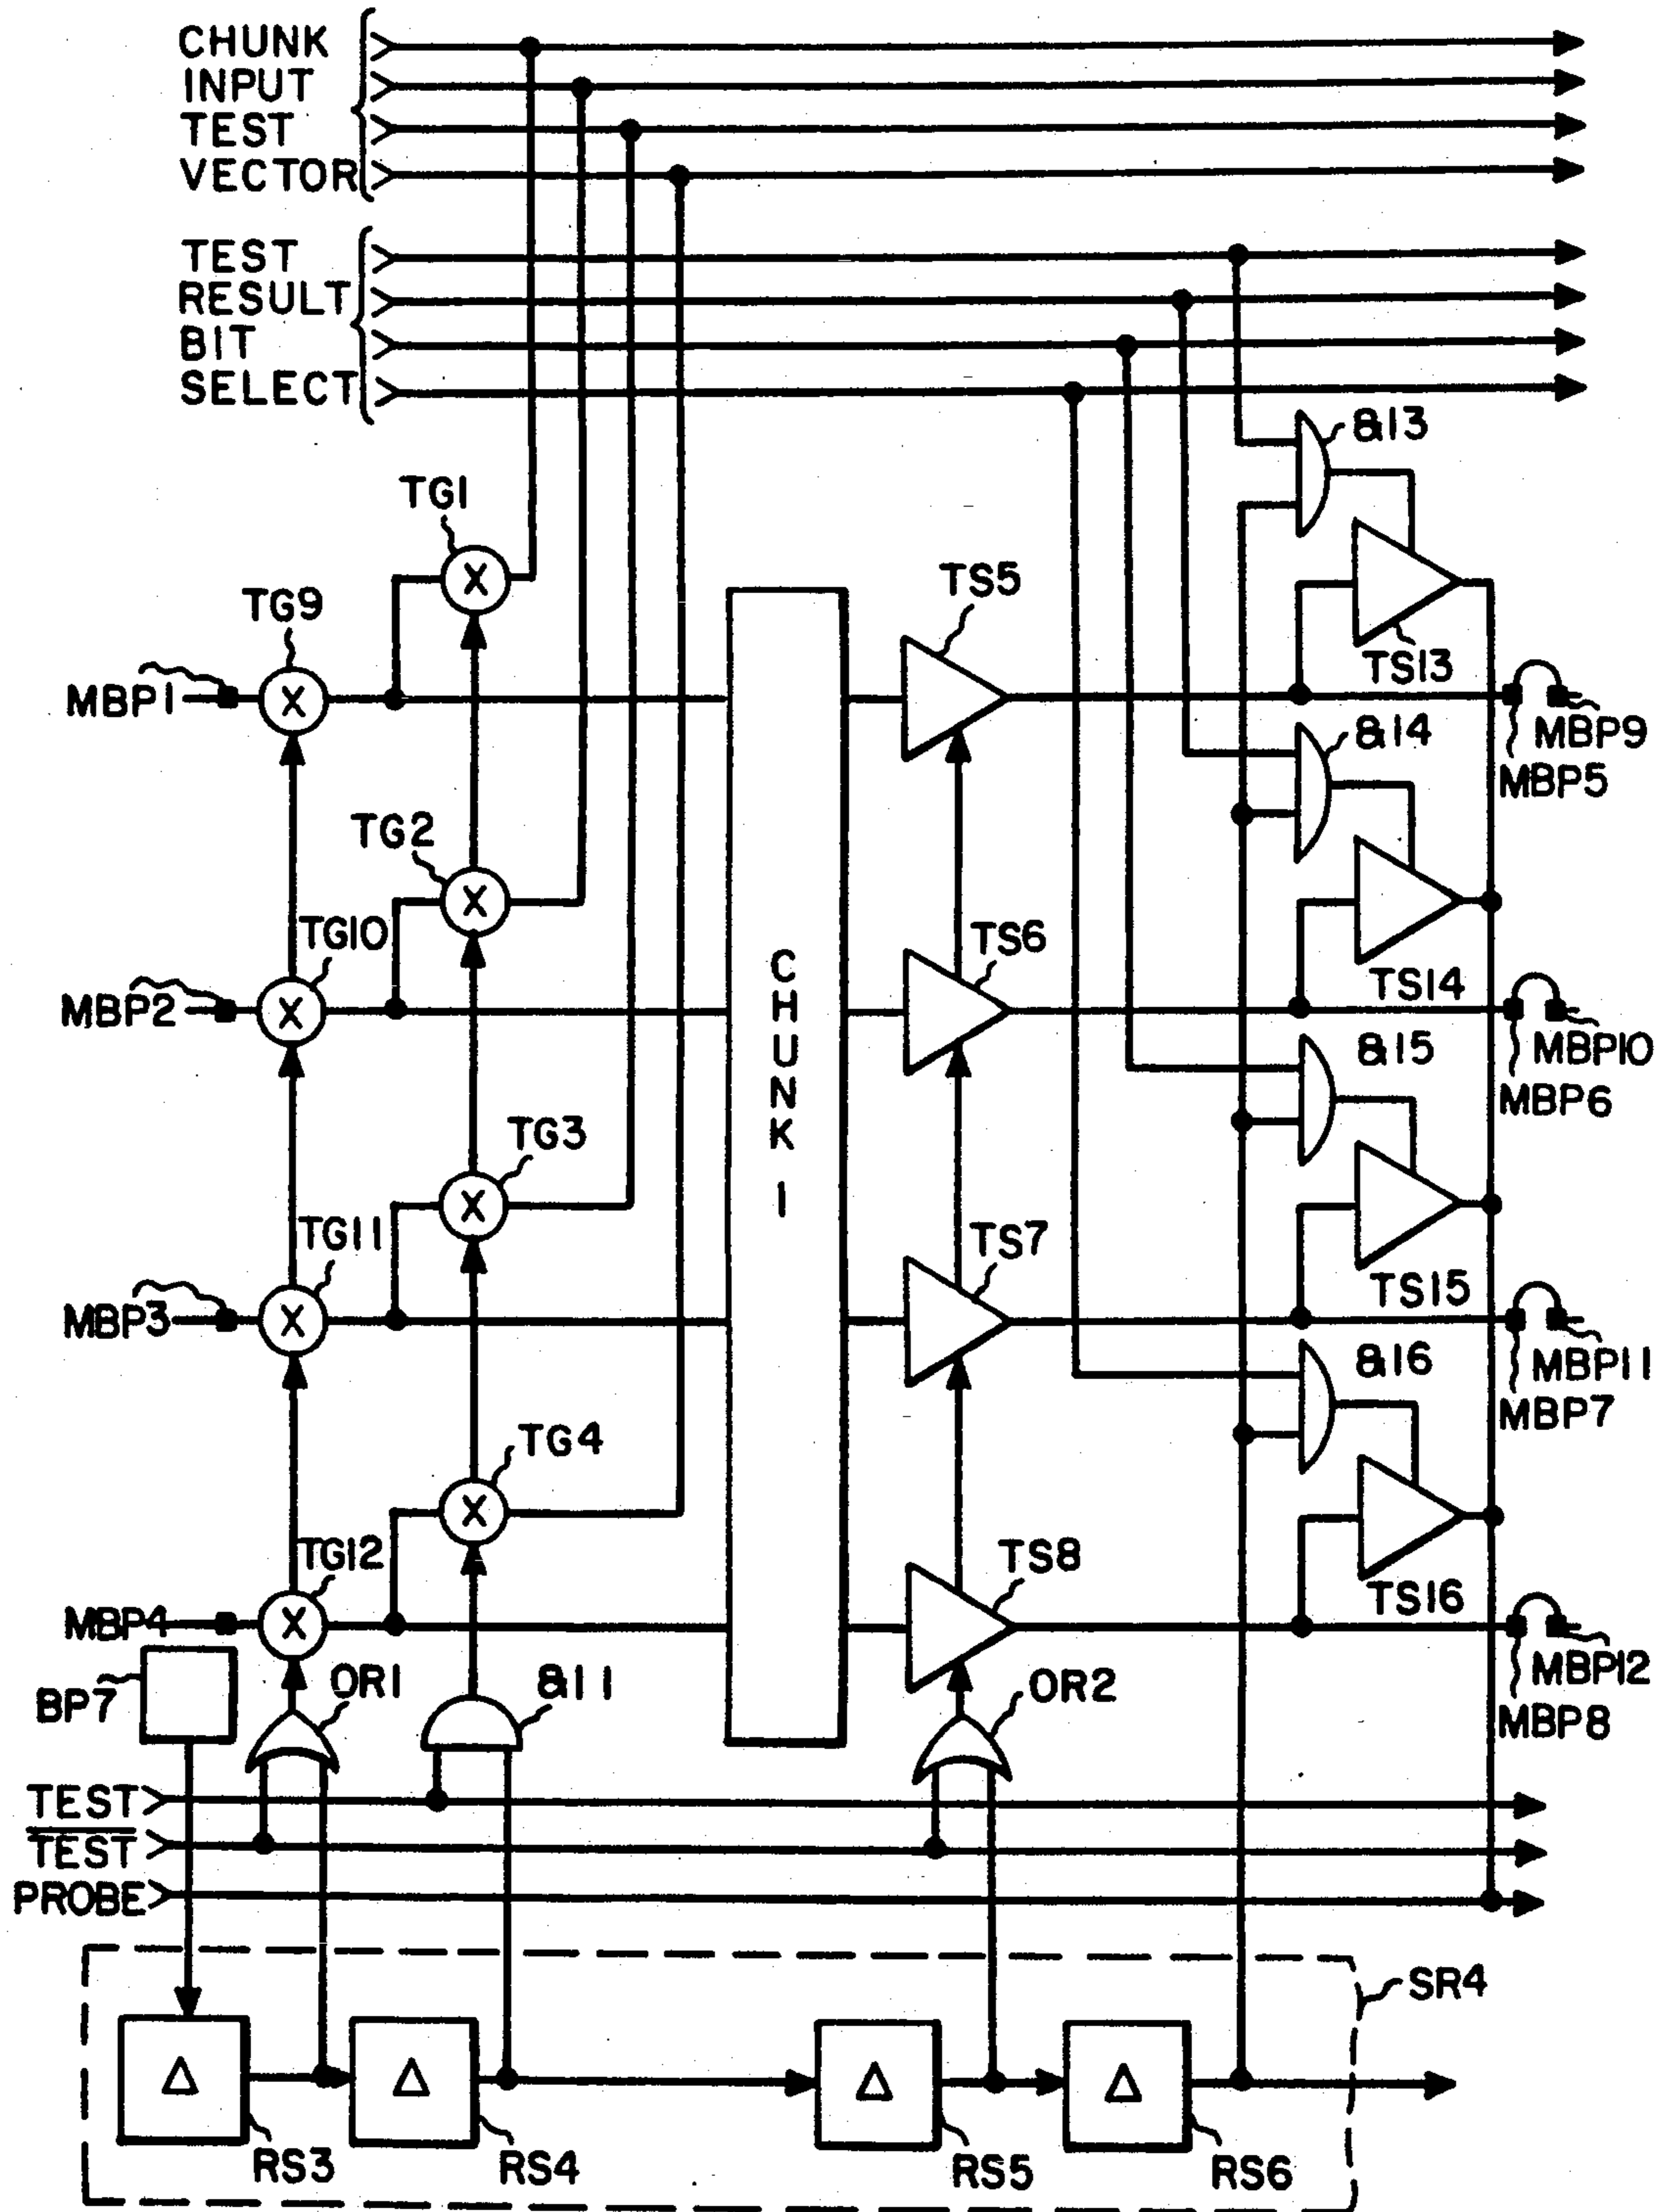 CHUNK
INPUT
TEST
VECTOR
TEST
RESULT
BIT
SELECT
&13
TG1
TS5
TG9
TS13
MBP1
MBP9
&14
MBP5
TG2
TG10
TS6
TS14
MBP2
MBP10
&15
MBP6
CHUNK 1
TG3
TG11
TS7
TS15
MBP3
MBP11
&16
MBP7
TG4
TG12
TS8
TS16
MBP4
MBP12
BP7
OR1
&11
OR2
MBP8
TEST
TEST
PROBE
SR4
Δ
Δ
Δ
Δ
RS3
RS4
RS5
RS6
X
X
X
X
X
X
X
X